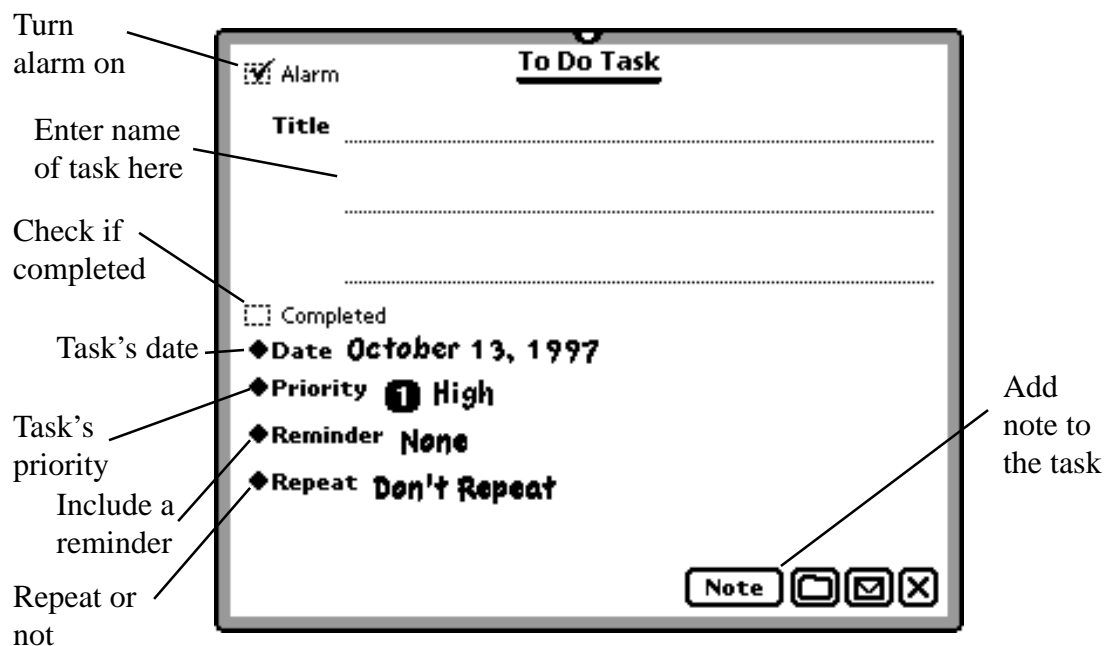 Turn
alarm on
Alarm
To Do Task
Enter name
of task here
Title
Check if
completed
Completed
Task’s date
Date October 13, 1997
Task’s
priority
Priority 1 High
Include a
reminder
Reminder None
Repeat or
not
Repeat Don't Repeat
Add
note to
the task
Note